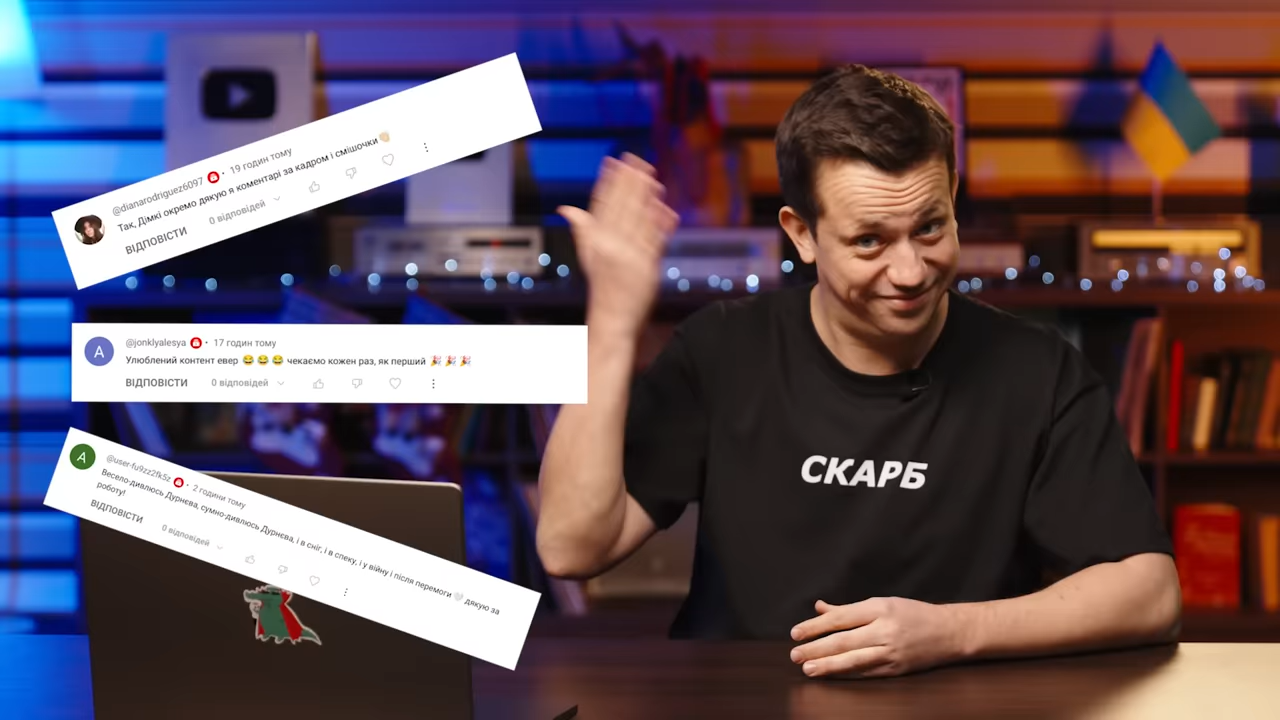 @dianarodriguez6097 · 19 годин тому
Так, Дімкі окремо дякую я коментарі за кадром і смішочки👏🏻
ВІДПОВІСТИ 0 відповідей
@jonklyalesya · 17 годин тому
Улюблений контент евер 😂😂😂 чекаємо кожен раз, як перший 🎉🎉🎉
ВІДПОВІСТИ 0 відповідей
@user-fu9zz2fk5z · 2 години тому
Весело-дивлюсь Дурнєва, сумно-дивлюсь Дурнєва, і в сніг, і в спеку, і у війну і після перемоги🤍 дякую за
роботу!
ВІДПОВІСТИ 0 відповідей
A
A
СКАРБ